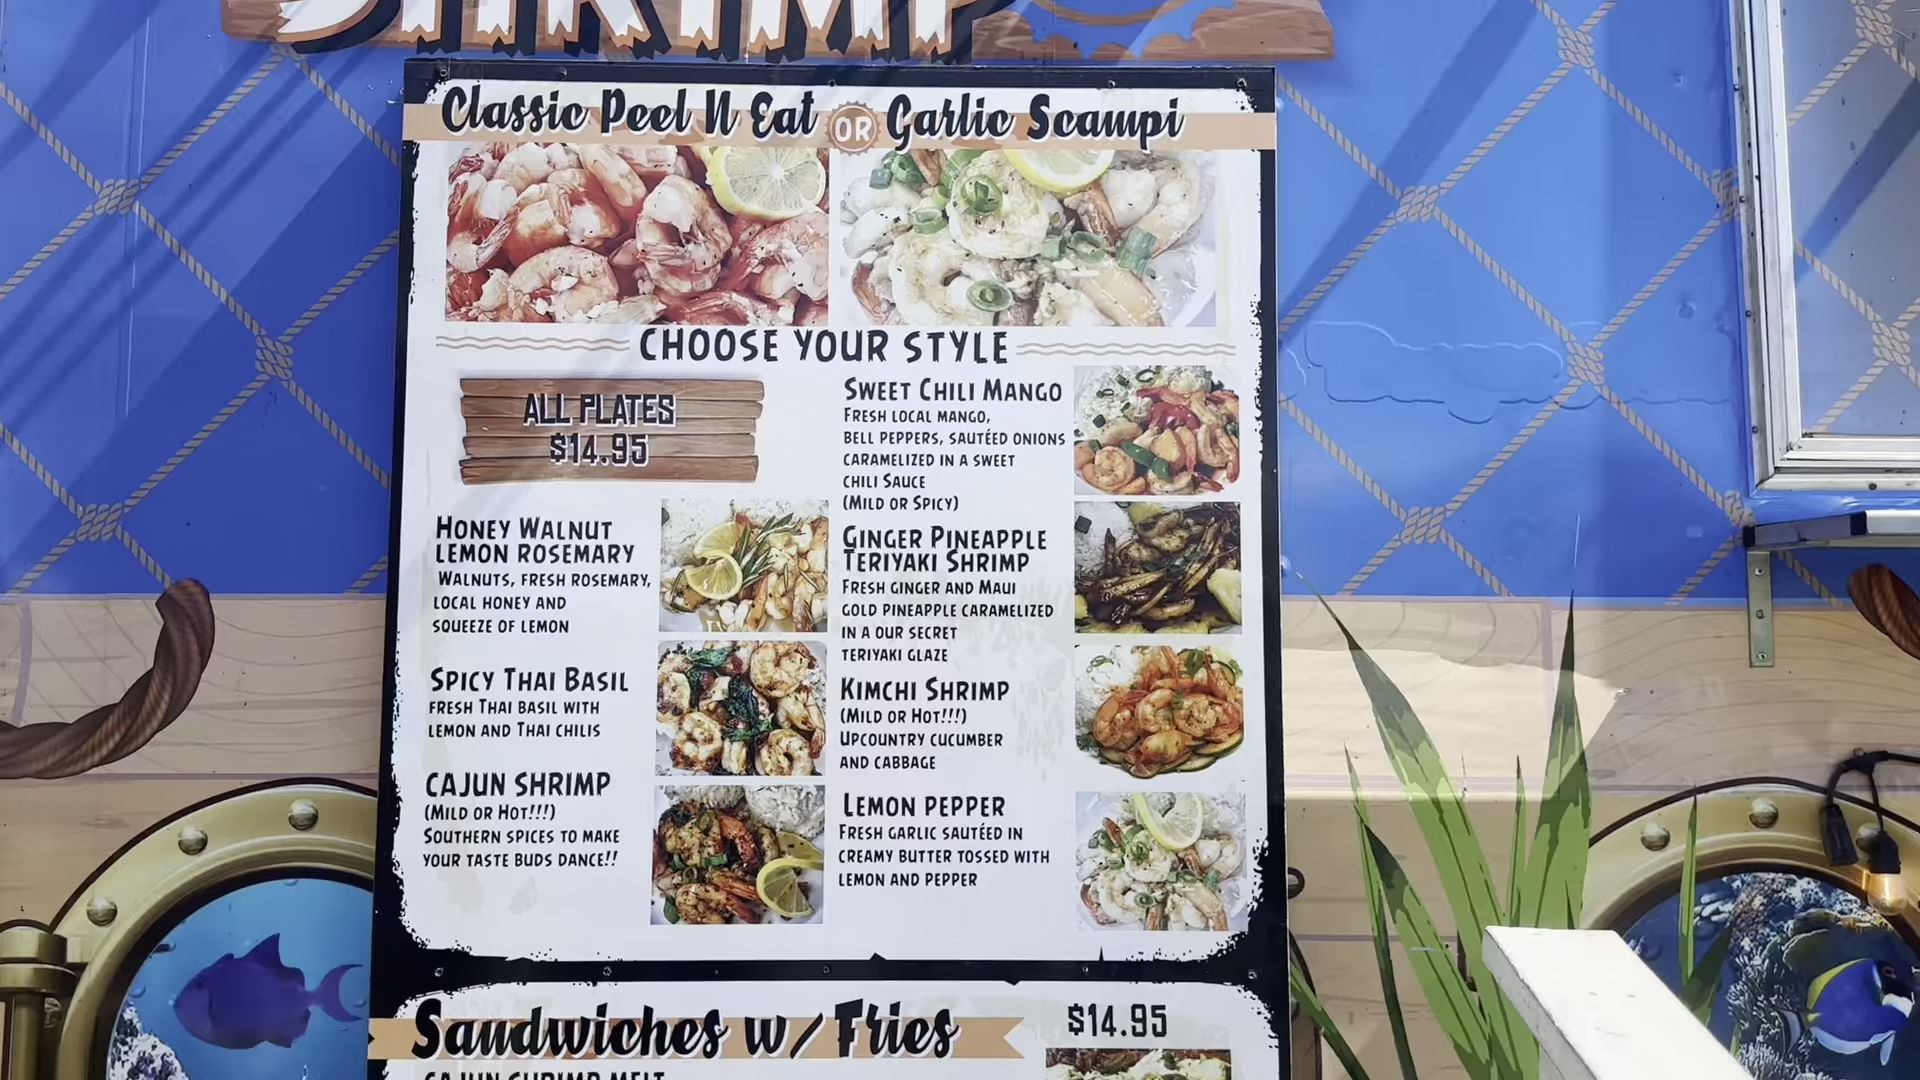 SHRIMP
Classic Peel N Eat OR Garlic Scampi
CHOOSE YOUR STYLE
ALL PLATES
$14.95
HONEY WALNUT
LEMON ROSEMARY
WALNUTS, FRESH ROSEMARY,
LOCAL HONEY AND
SQUEEZE OF LEMON
SPICY THAI BASIL
FRESH THAI BASIL WITH
LEMON AND THAI CHILIS
CAJUN SHRIMP
(MILD OR HOT!!!)
SOUTHERN SPICES TO MAKE
YOUR TASTE BUDS DANCE!!
SWEET CHILI MANGO
FRESH LOCAL MANGO,
BELL PEPPERS, SAUTÉED ONIONS
CARAMELIZED IN A SWEET
CHILI SAUCE
(MILD OR SPICY)
GINGER PINEAPPLE
TERIYAKI SHRIMP
FRESH GINGER AND MAUI
GOLD PINEAPPLE CARAMELIZED
IN A OUR SECRET
TERIYAKI GLAZE
KIMCHI SHRIMP
(MILD OR HOT!!!)
UPCOUNTRY CUCUMBER
AND CABBAGE
LEMON PEPPER
FRESH GARLIC SAUTÉED IN
CREAMY BUTTER TOSSED WITH
LEMON AND PEPPER
Sandwiches w/ Fries
$14.95
CAJUN SHRIMP MELT